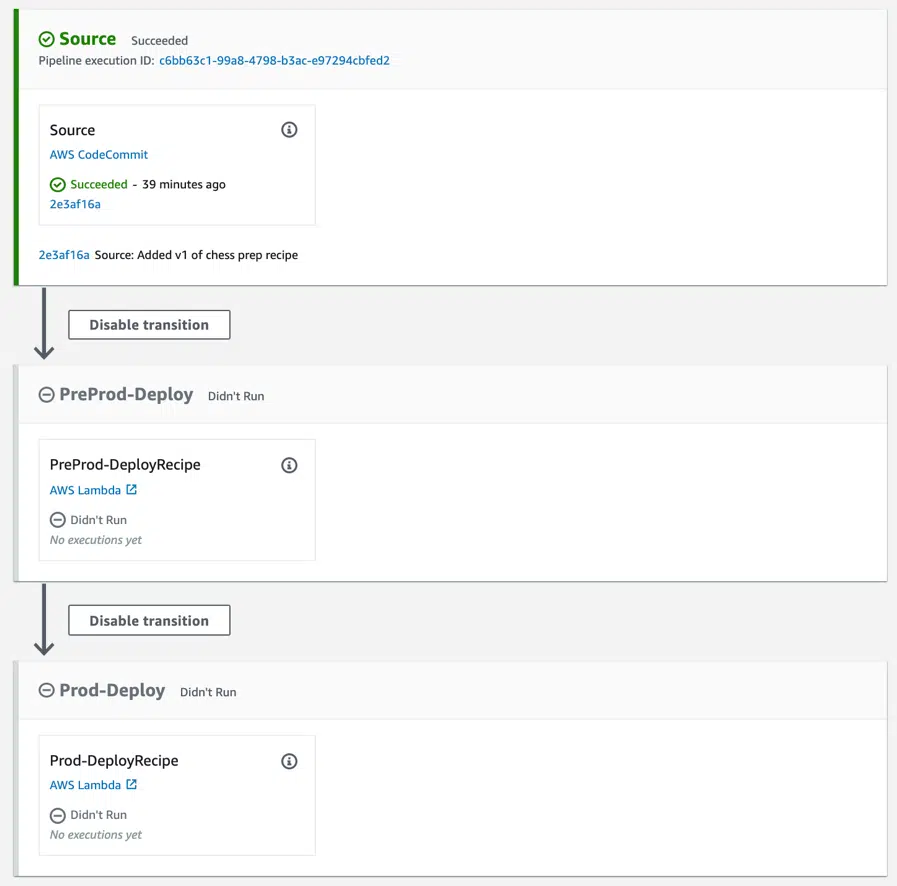 Source Succeeded
Pipeline execution ID: c6bb63c1-99a8-4798-b3ac-e97294cbfed2
Source
AWS CodeCommit
Succeeded - 39 minutes ago
2e3af16a
2e3af16a Source: Added v1 of chess prep recipe
Disable transition
PreProd-Deploy Didn't Run
PreProd-DeployRecipe
AWS Lambda
Didn't Run
No executions yet
Disable transition
Prod-Deploy Didn't Run
Prod-DeployRecipe
AWS Lambda
Didn't Run
No executions yet